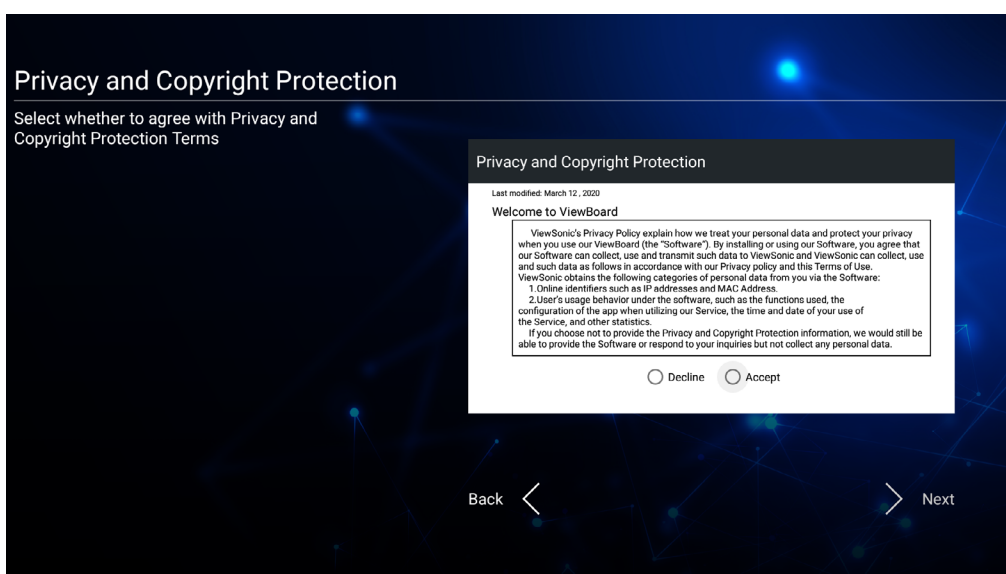 Privacy and Copyright Protection
Select whether to agree with Privacy and
Copyright Protection Terms
Privacy and Copyright Protection
Last modified: March 12 , 2020
Welcome to ViewBoard
ViewSonic's Privacy Policy explain how we treat your personal data and protect your privacy
when you use our ViewBoard (the “Software”). By installing or using our Software, you agree that
our Software can collect, use and transmit such data to ViewSonic and ViewSonic can collect, use
and such data as follows in accordance with our Privacy policy and this Terms of Use.
ViewSonic obtains the following categories of personal data from you via the Software:
1.Online identifiers such as IP addresses and MAC Address.
2.User's usage behavior under the software, such as the functions used, the
configuration of the app when utilizing our Service, the time and date of your use of
the Service, and other statistics.
If you choose not to provide the Privacy and Copyright Protection information, we would still be
able to provide the Software or respond to your inquiries but not collect any personal data.
Decline Accept
Back Next